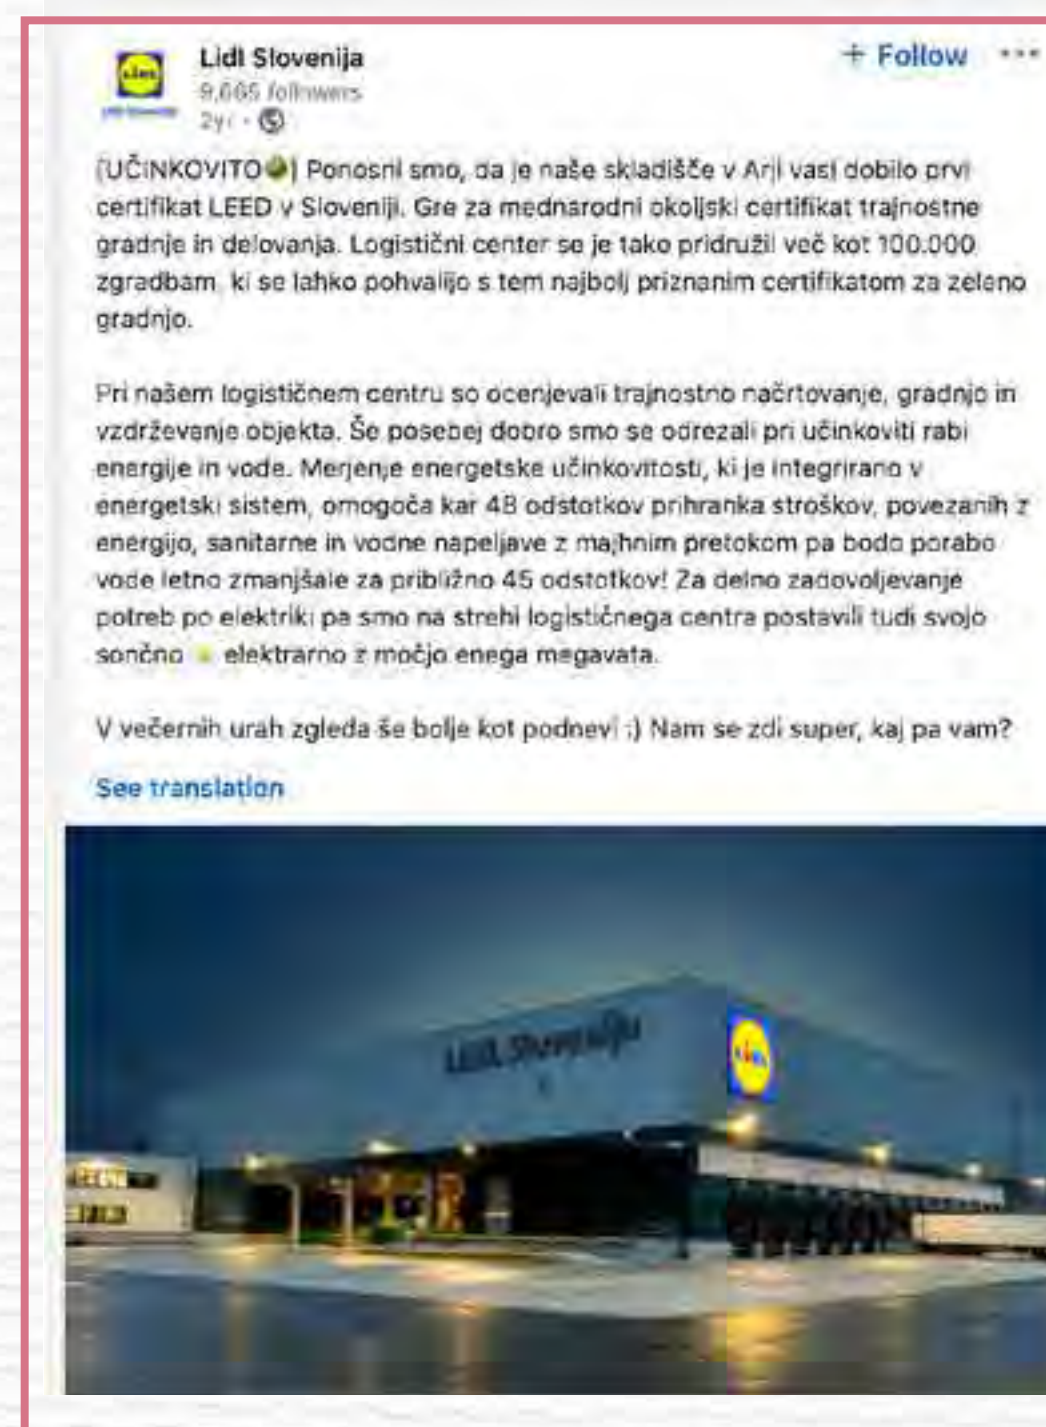 Lidl Slovenija
+ Follow ...
9,665 followers
2yr •
(UČINKOVITO) Ponosni smo, da je naše skladišče v Arji vasi dobilo prvi
certifikat LEED v Sloveniji. Gre za mednarodni okoljski certifikat trajnostne
gradnje in delovanja. Logistični center se je tako pridružil več kot 100.000
zgradbam, ki se lahko pohvalijo s tem najbolj priznanim certifikatom za zeleno
gradnjo.
Pri našem logističnem centru so ocenjevali trajnostno načrtovanje, gradnjo in
vzdrževanje objekta. Še posebej dobro smo se odrezali pri učinkoviti rabi
energije in vode. Merjenje energetske učinkovitosti, ki je integrirano v
energetski sistem, omogoča kar 48 odstotkov prihranka stroškov, povezanih z
energijo, sanitarne in vodne napeljave z majhnim pretokom pa bodo porabo
vode letno zmanjšale za približno 45 odstotkov! Za delno zadovoljevanje
potreb po elektriki pa smo na strehi logističnega centra postavili tudi svojo
sončno elektrarno z močjo enega megavata.
V večernih urah zgleda še bolje kot podnevi :) Nam se zdi super, kaj pa vam?
See translation
Lidl Slovenija
LIDL